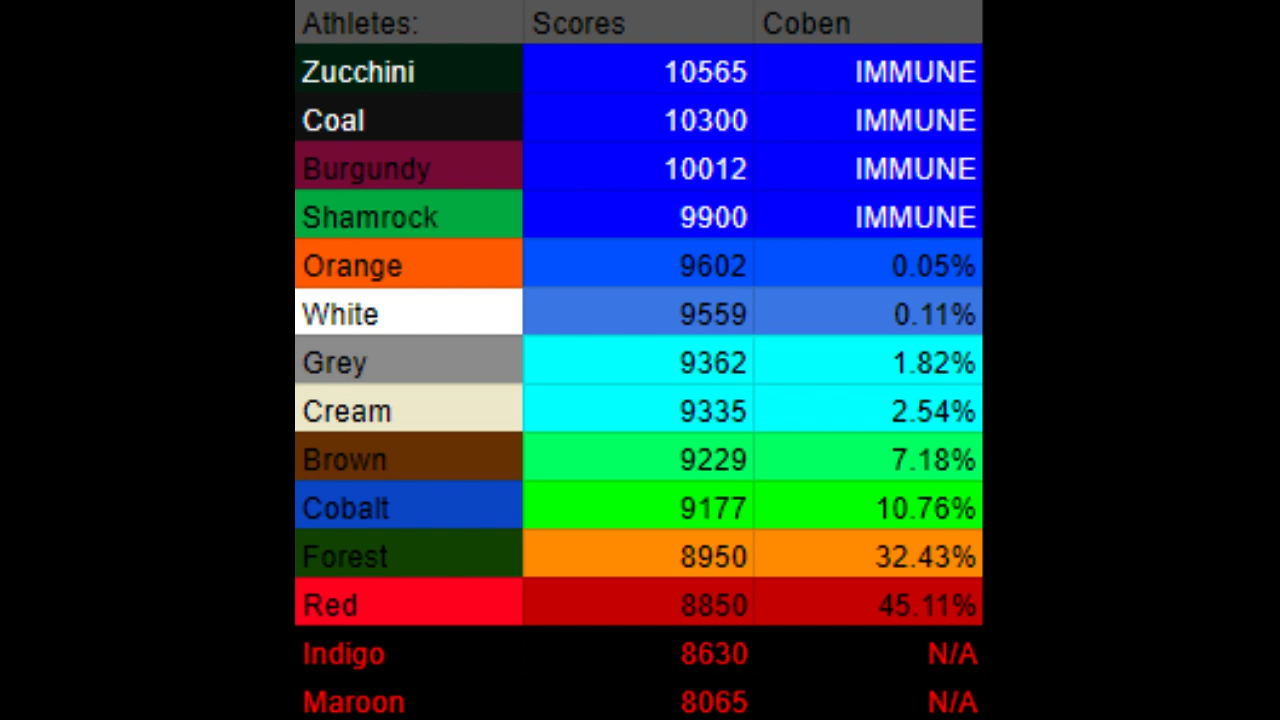 Athletes: Scores Coben
Zucchini 10565 IMMUNE
Coal 10300 IMMUNE
Burgundy 10012 IMMUNE
Shamrock 9900 IMMUNE
Orange 9602 0.05%
White 9559 0.11%
Grey 9362 1.82%
Cream 9335 2.54%
Brown 9229 7.18%
Cobalt 9177 10.76%
Forest 8950 32.43%
Red 8850 45.11%
Indigo 8630 N/A
Maroon 8065 N/A